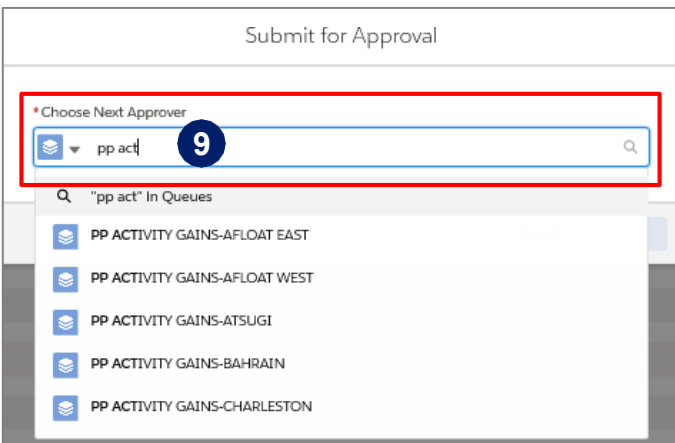 Submit for Approval
*Choose Next Approver
pp act
9
"pp act" In Queues
PP ACTIVITY GAINS-AFLOAT EAST
PP ACTIVITY GAINS-AFLOAT WEST
PP ACTIVITY GAINS-ATSUGI
PP ACTIVITY GAINS-BAHRAIN
PP ACTIVITY GAINS-CHARLESTON